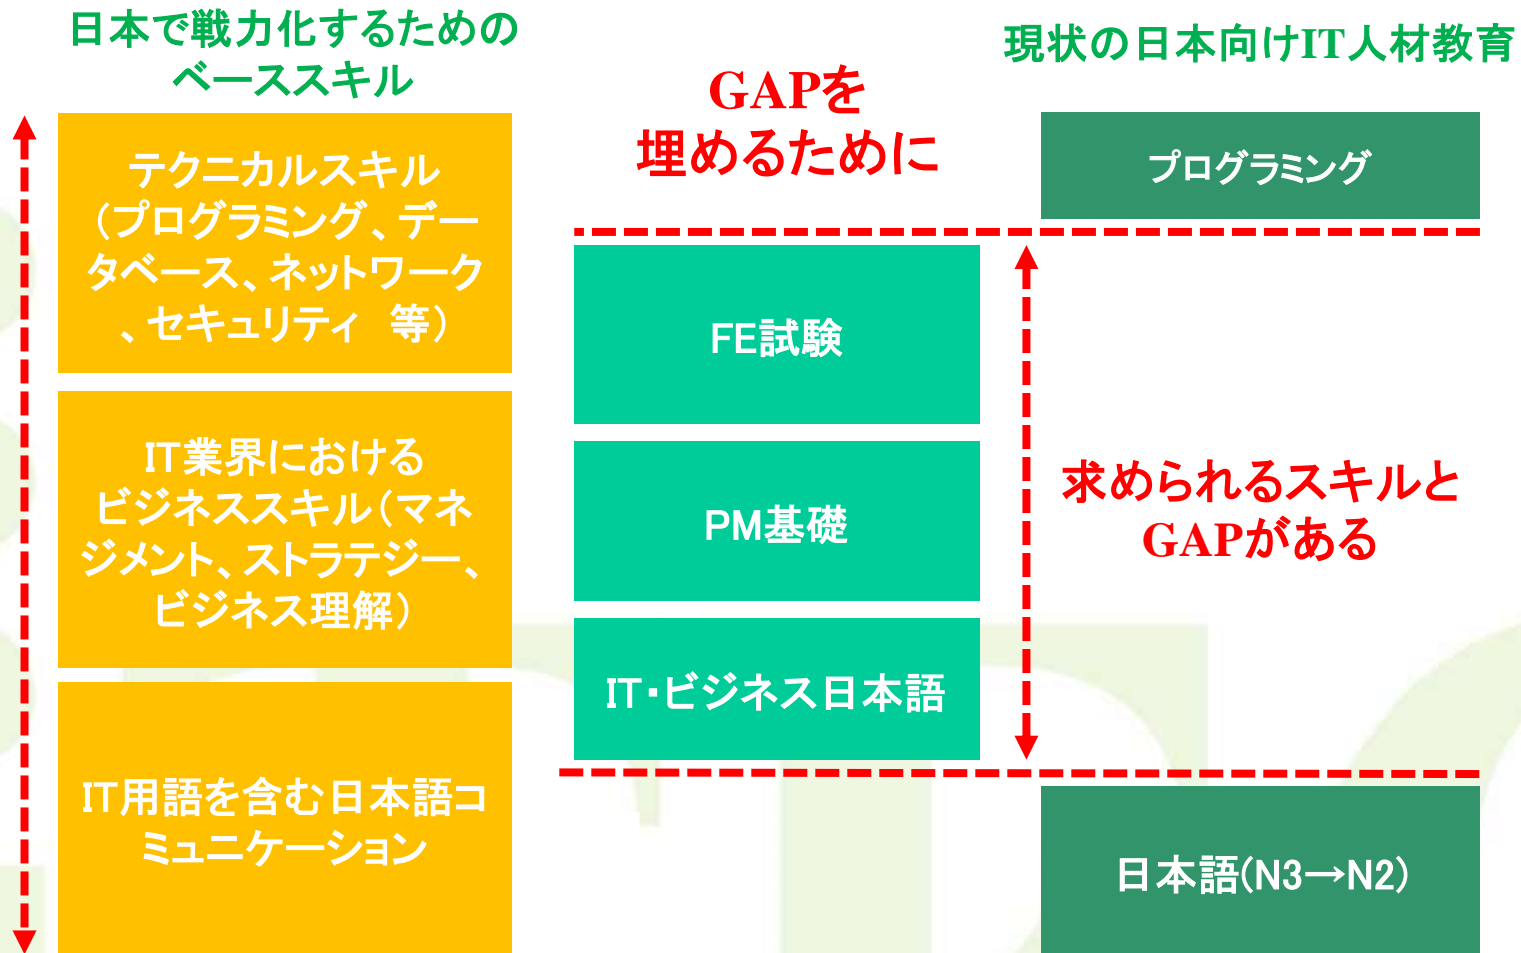 日本で戦力化するための
ベーススキル
テクニカルスキル
（プログラミング、デー
タベース、ネットワーク
、セキュリティ　等）
IT業界における
ビジネススキル（マネ
ジメント、ストラテジー、
ビジネス理解）
IT用語を含む日本語コ
ミュニケーション
GAPを
埋めるために
FE試験
PM基礎
IT・ビジネス日本語
現状の日本向けIT人材教育
プログラミング
求められるスキルと
GAPがある
日本語(N3→N2)